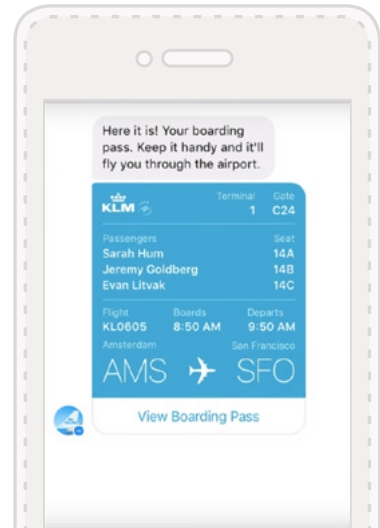 Here it is! Your boarding
pass. Keep it handy and it'll
fly you through the airport.
KLM
Terminal Gate
1 C24
Passengers Seat
Sarah Hum 14A
Jeremy Goldberg 14B
Evan Litvak 14C
Flight Boards Departs
KL0605 8:50 AM 9:50 AM
Amsterdam San Francisco
AMS SFO
View Boarding Pass